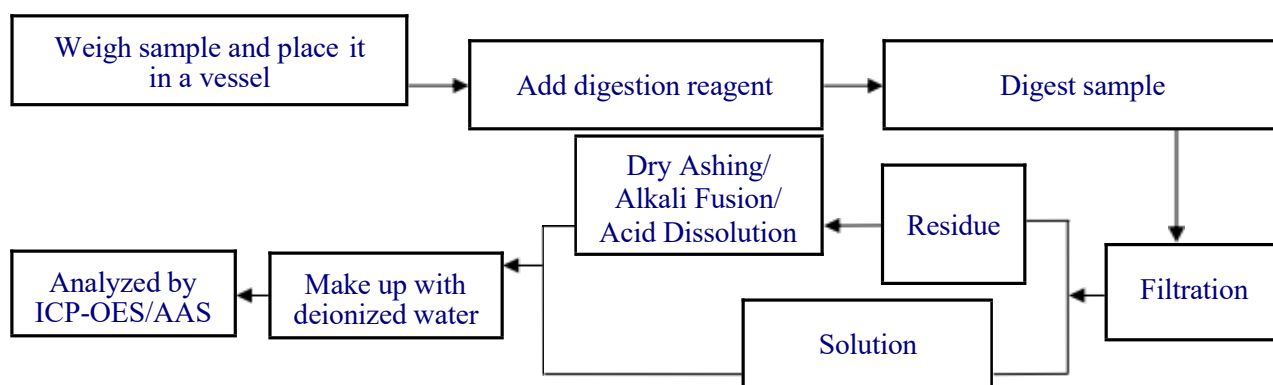 Weigh sample and place it
in a vessel
Add digestion reagent
Digest sample
Dry Ashing/
Alkali Fusion/
Acid Dissolution
Residue
Filtration
Solution
Make up with
deionized water
Analyzed by
ICP-OES/AAS